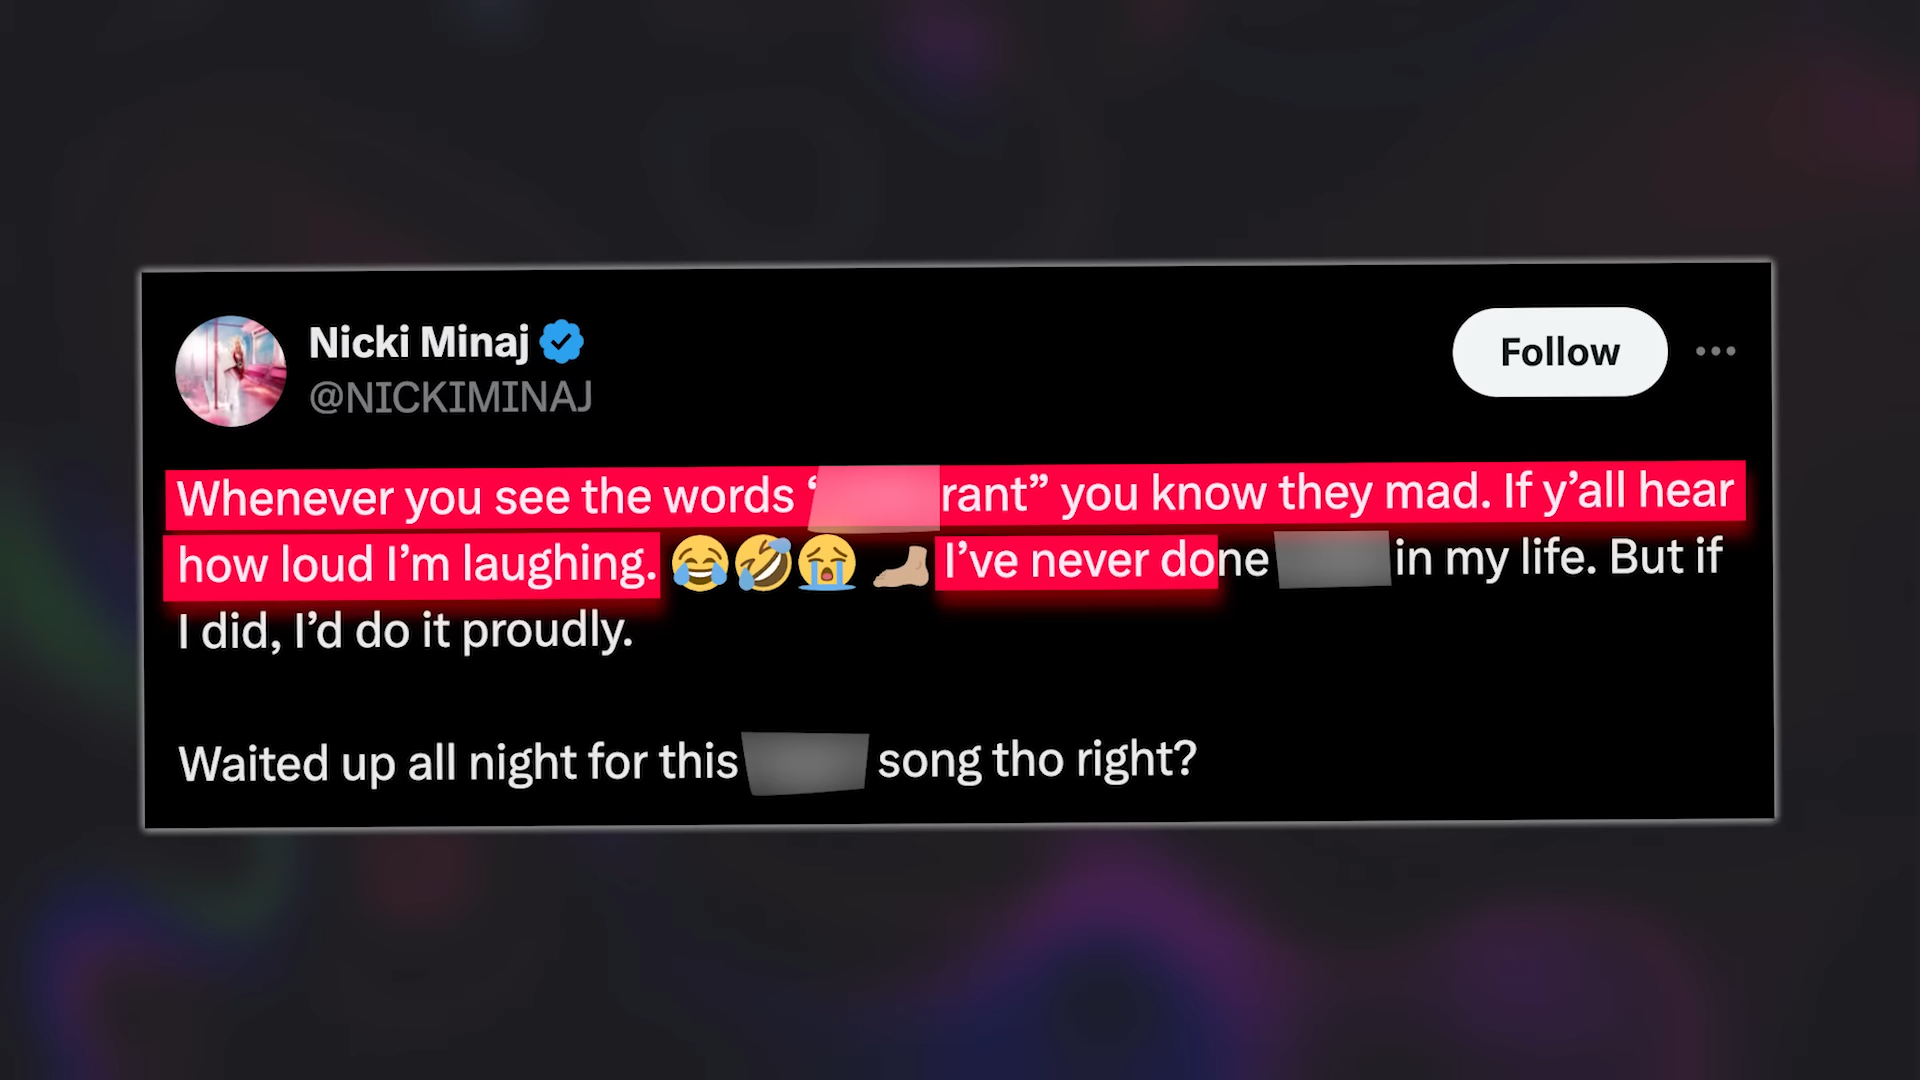 Nicki Minaj
@NICKIMINAJ
Follow
Whenever you see the words “ rant” you know they mad. If y’all hear
how loud I’m laughing. 😂🤣😭 🦶🏼 I’ve never done in my life. But if
I did, I’d do it proudly.
Waited up all night for this song tho right?